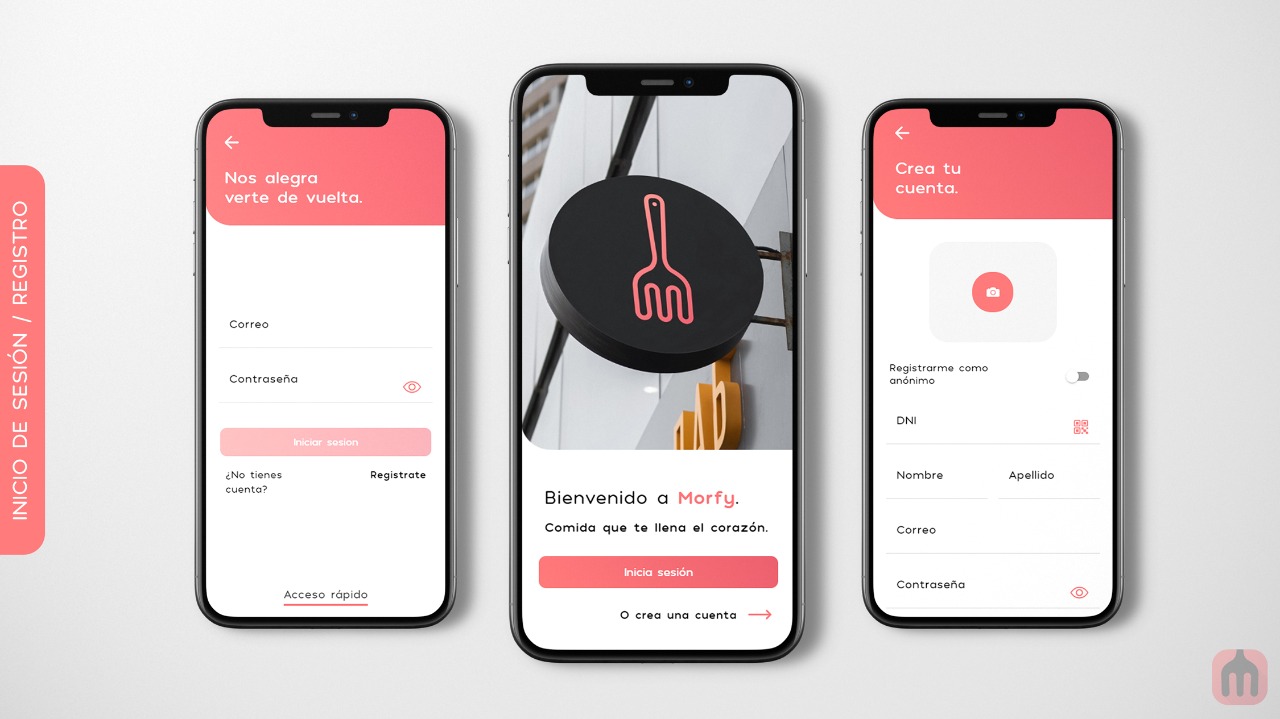 INICIO DE SESIÓN / REGISTRO
Nos alegra
verte de vuelta.
Correo
Contraseña
Iniciar sesion
¿No tienes
cuenta?
Registrate
Acceso rápido
Bienvenido a Morfy.
Comida que te llena el corazón.
Inicia sesión
O crea una cuenta
Crea tu
cuenta.
Registrarme como
anónimo
DNI
Nombre
Apellido
Correo
Contraseña